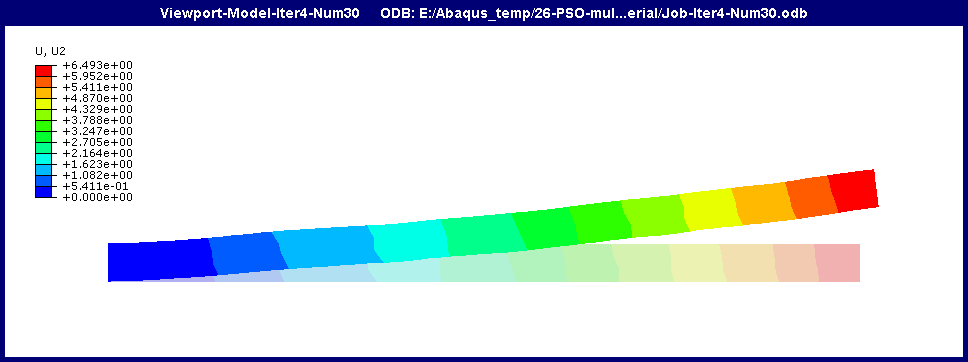 Viewport-Model-Iter4-Num30 ODB: E:/Abaqus_temp/26-PSO-mul...erial/Job-Iter4-Num30.odb
U, U2
+6.493e+00
+5.952e+00
+5.411e+00
+4.870e+00
+4.329e+00
+3.788e+00
+3.247e+00
+2.705e+00
+2.164e+00
+1.623e+00
+1.082e+00
+5.411e-01
+0.000e+00